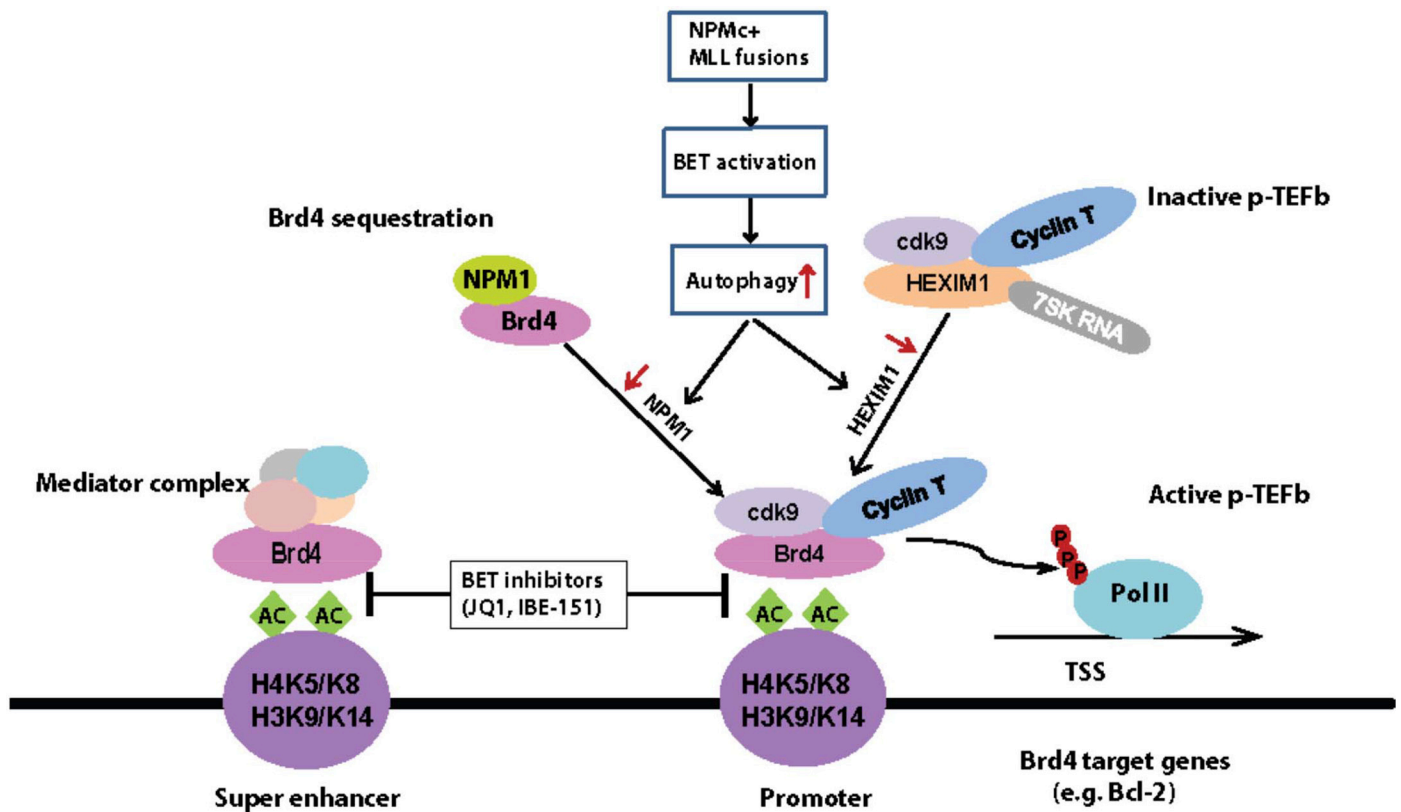 NPMc+
MLL fusions
BET activation
Autophagy
Brd4 sequestration
NPM1
Brd4
Inactive p-TEFb
cdk9
Cyclin T
HEXIM1
7SK RNA
NPM1
HEXIM1
Mediator complex
Brd4
cdk9
Cyclin T
Brd4
Active p-TEFb
P
P
P
Pol II
BET inhibitors
(JQ1, IBE-151)
AC AC
AC AC
TSS
H4K5/K8
H3K9/K14
H4K5/K8
H3K9/K14
Super enhancer
Promoter
Brd4 target genes
(e.g. Bcl-2)